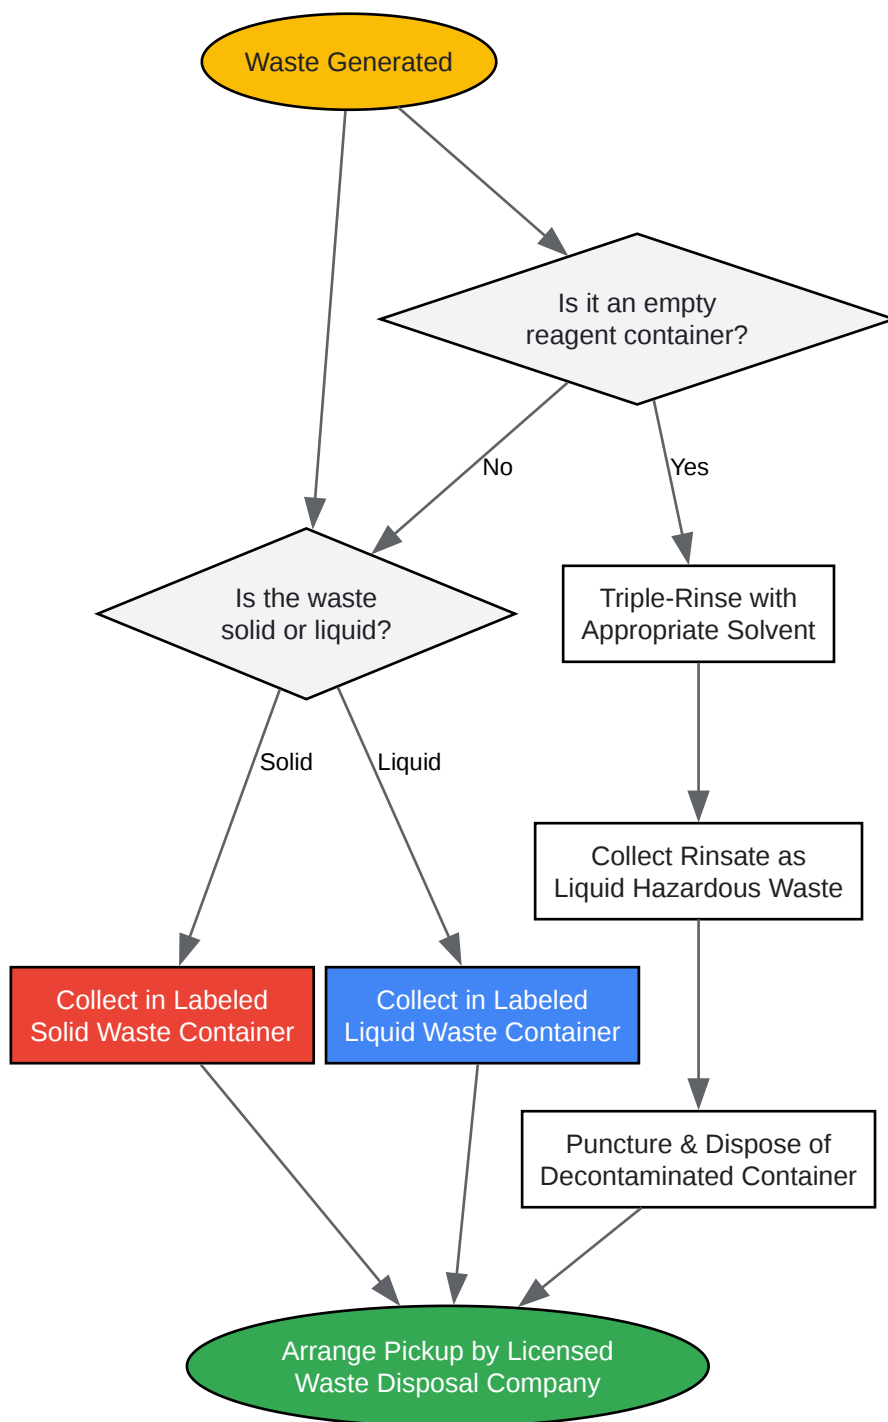 Waste Generated
Is it an empty
reagent container?
No
Yes
Is the waste
solid or liquid?
Triple-Rinse with
Appropriate Solvent
Solid
Liquid
Collect Rinsate as
Liquid Hazardous Waste
Collect in Labeled
Solid Waste Container
Collect in Labeled
Liquid Waste Container
Puncture & Dispose of
Decontaminated Container
Arrange Pickup by Licensed
Waste Disposal Company